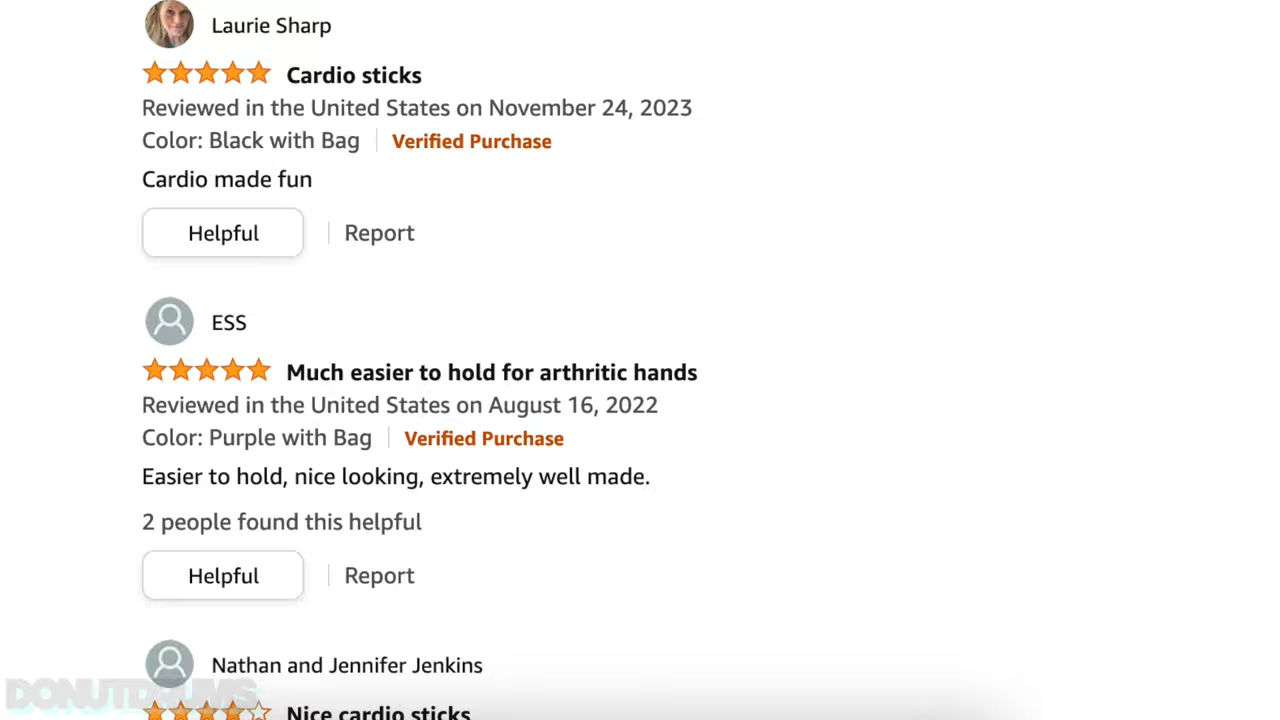 Laurie Sharp
Cardio sticks
Reviewed in the United States on November 24, 2023
Color: Black with Bag | Verified Purchase
Cardio made fun
Helpful | Report
ESS
Much easier to hold for arthritic hands
Reviewed in the United States on August 16, 2022
Color: Purple with Bag | Verified Purchase
Easier to hold, nice looking, extremely well made.
2 people found this helpful
Helpful | Report
Nathan and Jennifer Jenkins
DONUTDRUMS
Nice cardio sticks